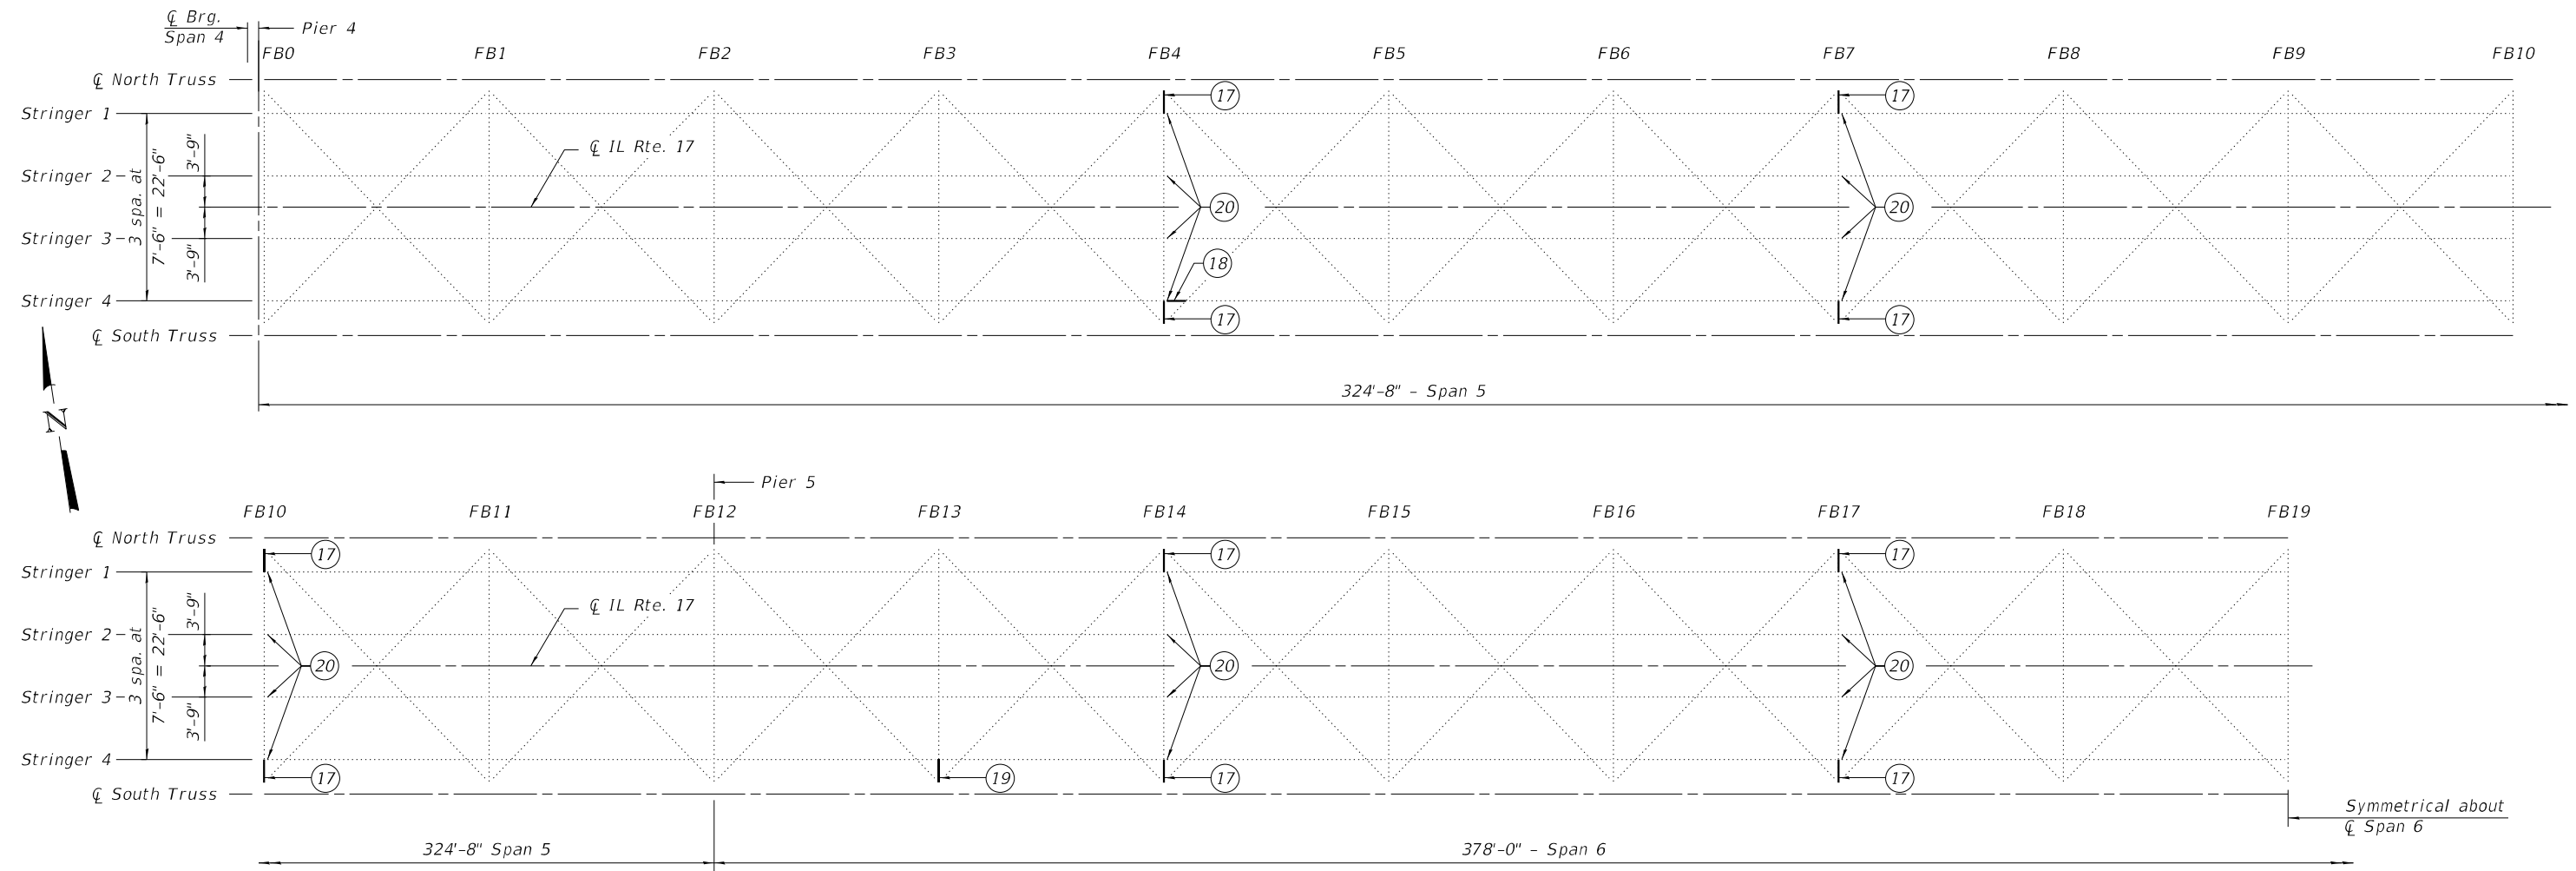 ℄ Brg.
Span 4
Pier 4
FB0 FB1 FB2 FB3 FB4 FB5 FB6 FB7 FB8 FB9 FB10
℄ North Truss
17 17
Stringer 1
℄ IL Rte. 17
Stringer 2
3 spa. at
7'-6" = 22'-6"
3'-9"
3'-9"
20 20
Stringer 3
18
Stringer 4
17 17
℄ South Truss
N
324'-8" - Span 5
Pier 5
FB10 FB11 FB12 FB13 FB14 FB15 FB16 FB17 FB18 FB19
℄ North Truss
17 17 17
Stringer 1
℄ IL Rte. 17
Stringer 2
3 spa. at
7'-6" = 22'-6"
3'-9"
3'-9"
20 20 20
Stringer 3
Stringer 4
17 19 17 17
℄ South Truss
Symmetrical about
℄ Span 6
324'-8" Span 5
378'-0" - Span 6